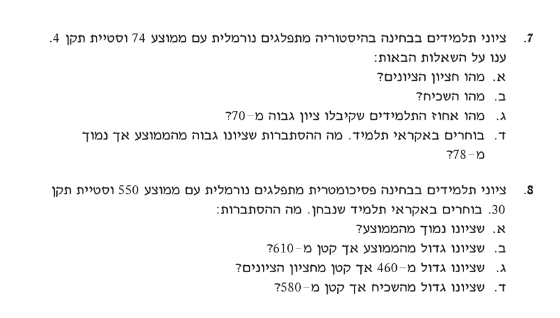 7. ציוני תלמידים בבחינה בהיסטוריה מתפלגים נורמלית עם ממוצע 74 וסטיית תקן 4.
ענו על השאלות הבאות:
א. מהו חציון הציונים?
ב. מהו השכיח?
ג. מהו אחוז התלמידים שקיבלו ציון גבוה מ-70?
ד. בוחרים באקראי תלמיד. מה ההסתברות שציונו גבוה מהממוצע אך נמוך
מ-78?
8. ציוני תלמידים בבחינה פסיכומטרית מתפלגים נורמלית עם ממוצע 550 וסטיית תקן
30. בוחרים באקראי תלמיד שנבחן. מה ההסתברות:
א. שציונו נמוך מהממוצע?
ב. שציונו גדול מהממוצע אך קטן מ-610?
ג. שציונו גדול מ-460 אך קטן מחציון הציונים?
ד. שציונו גדול מהשכיח אך קטן מ-580?